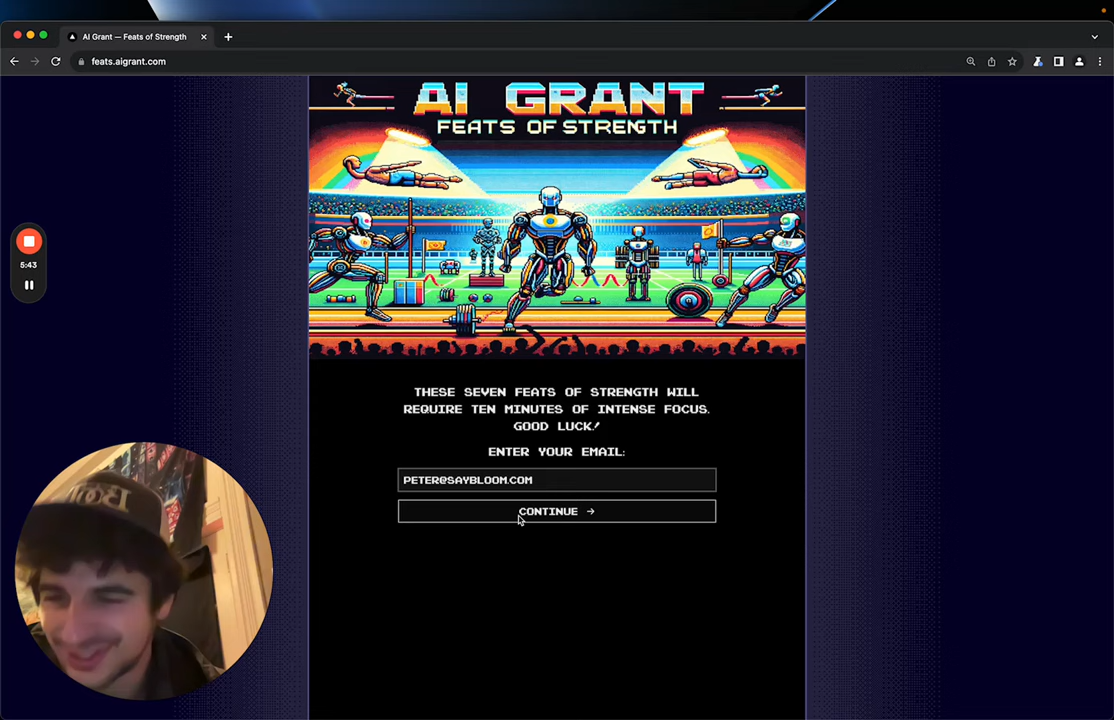 AI Grant — Feats of Strength
feats.aigrant.com
AI GRANT
FEATS OF STRENGTH
5:43
THESE SEVEN FEATS OF STRENGTH WILL
REQUIRE TEN MINUTES OF INTENSE FOCUS.
GOOD LUCK!
ENTER YOUR EMAIL:
PETER@SAYBLOOM.COM
CONTINUE →